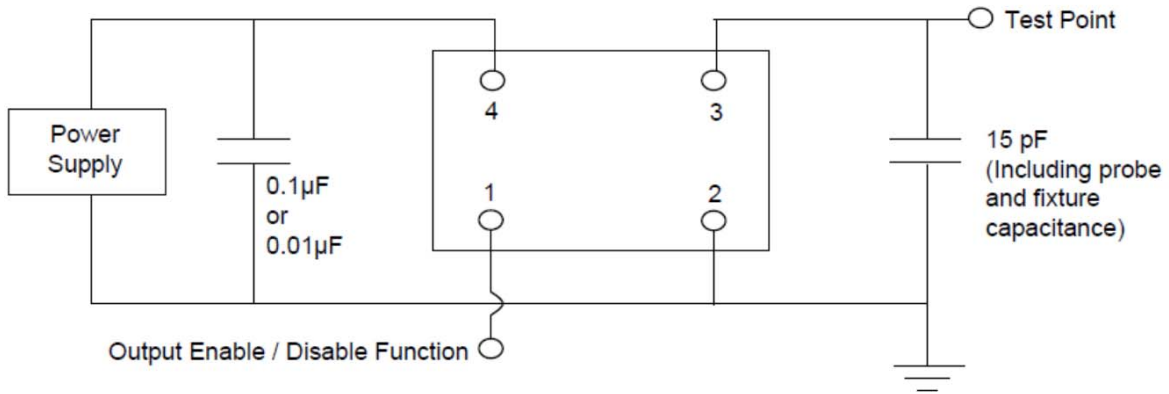 Test Point
4
3
Power
Supply
0.1µF
or
0.01µF
1
2
15 pF
(Including probe
and fixture
capacitance)
Output Enable / Disable Function